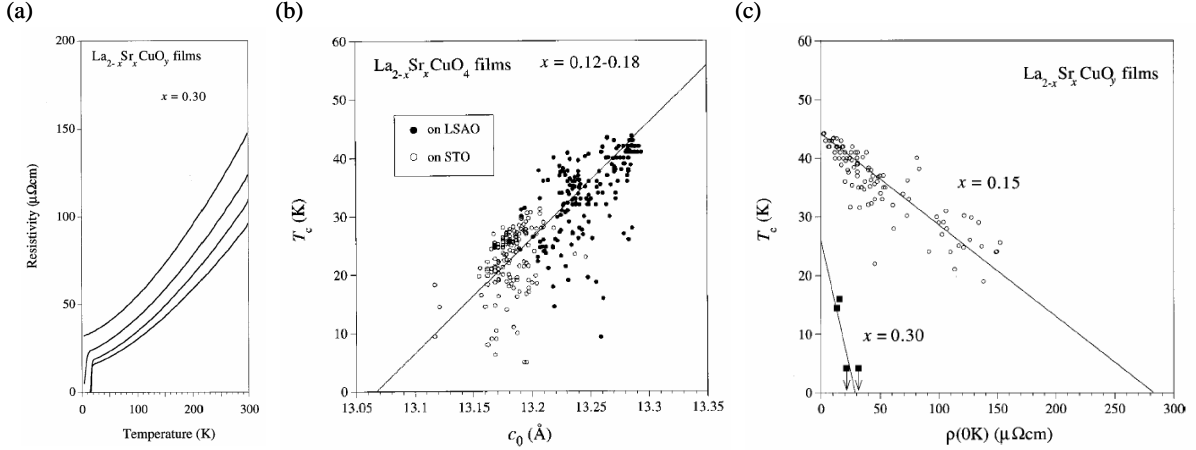 (a)
200
150
100
50
0
Resistivity (μΩcm)
La2-xSrxCuOy films
x = 0.30
0
100
200
300
Temperature (K)
(b)
60
50
40
30
20
10
0
Tc (K)
La2-xSrxCuO4 films x = 0.12-0.18
● on LSAO
○ on STO
13.05
13.1
13.15
13.2
13.25
13.3
13.35
c0 (Å)
(c)
60
50
40
30
20
10
0
Tc (K)
La2-xSrxCuOy films
x = 0.15
x = 0.30
0
50
100
150
200
250
300
ρ(0K) (μΩcm)